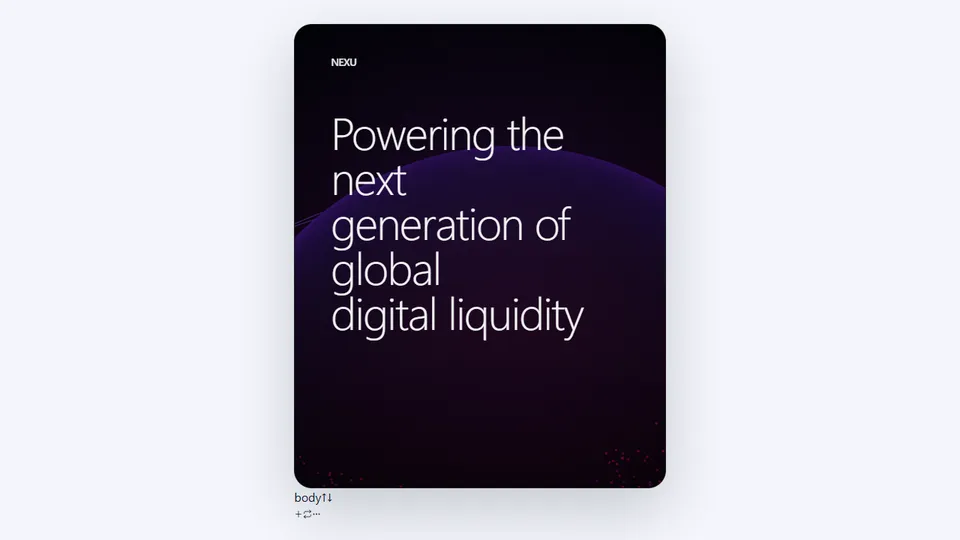 NEXU
Powering the
next
generation of
global
digital liquidity
body↑↓
+⇄···